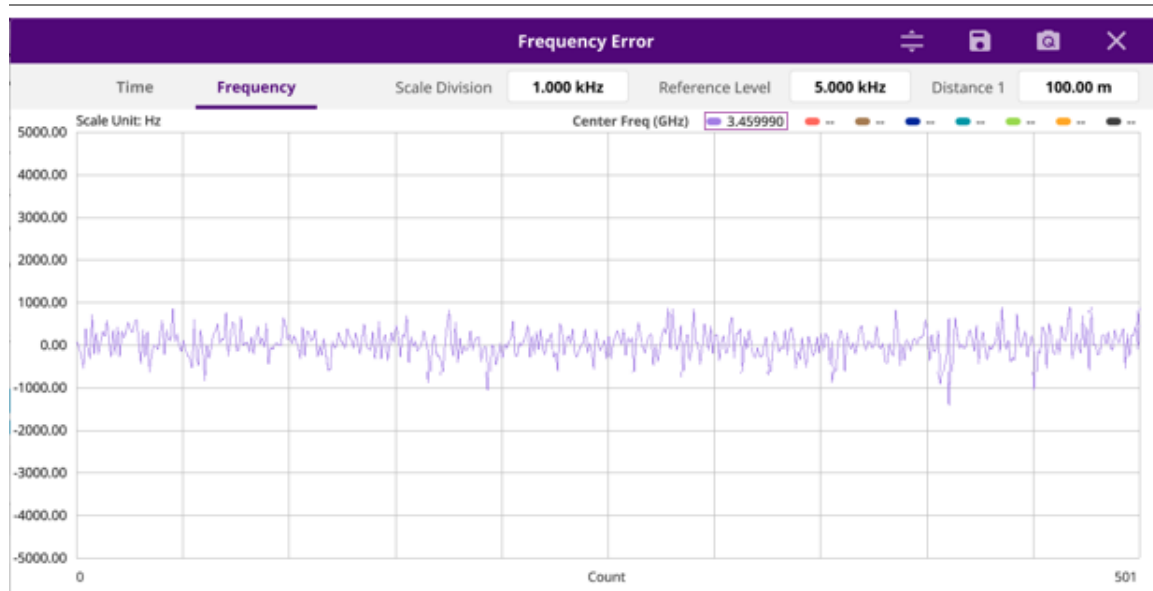 Frequency Error
Time Frequency Scale Division 1.000 kHz Reference Level 5.000 kHz Distance 1 100.00 m
Scale Unit: Hz Center Freq (GHz) 3.459990 -- -- -- -- -- -- --
5000.00
4000.00
3000.00
2000.00
1000.00
0.00
-1000.00
-2000.00
-3000.00
-4000.00
-5000.00
0 Count 501